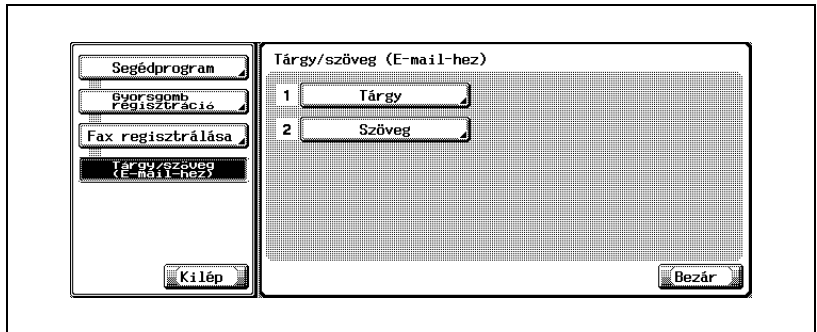 Segédprogram
Gyorsgomb
regisztráció
Fax regisztrálása
Tárgy/szöveg
(E-mail-hez)
Kilép
Tárgy/szöveg (E-mail-hez)
1 Tárgy
2 Szöveg
Bezár